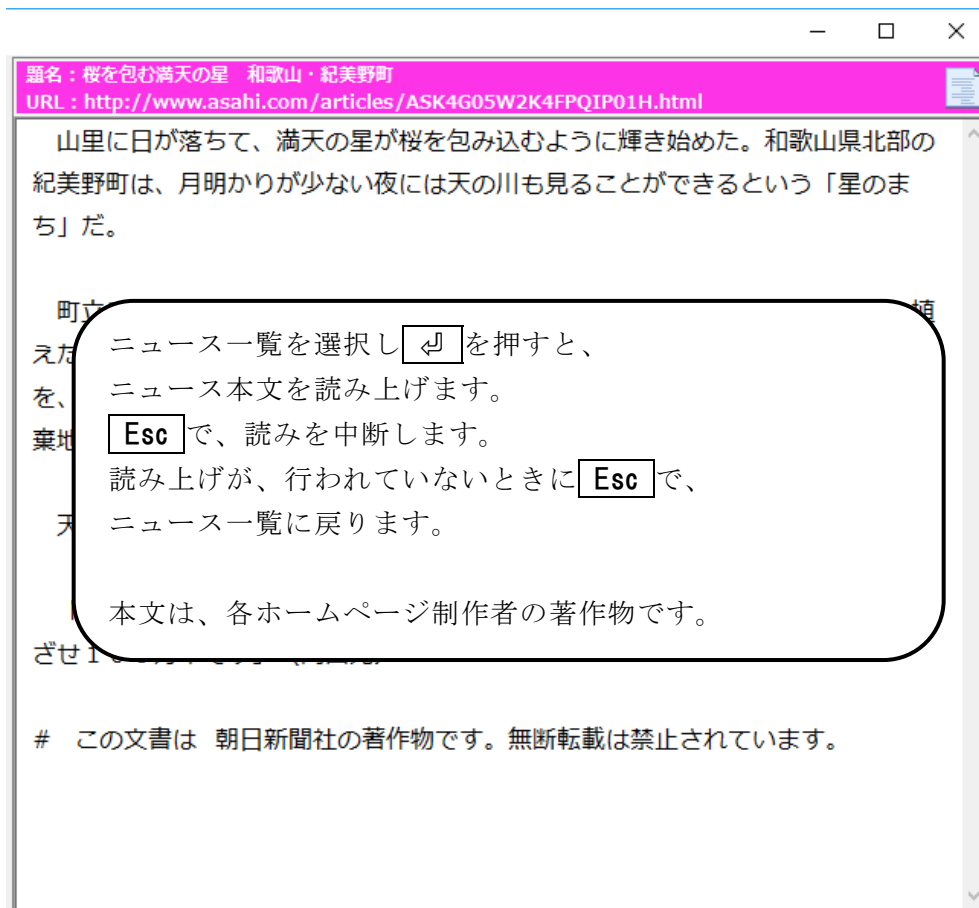 題名：桜を包む満天の星　和歌山・紀美野町
URL：http://www.asahi.com/articles/ASK4G05W2K4FPQIP01H.html
山里に日が落ちて、満天の星が桜を包み込むように輝き始めた。和歌山県北部の
紀美野町は、月明かりが少ない夜には天の川も見ることができるという「星のま
ち」だ。
町立
植
えた
を、
棄地
天
ニュース一覧を選択し⏎を押すと、
ニュース本文を読み上げます。
Escで、読みを中断します。
読み上げが、行われていないときにEscで、
ニュース一覧に戻ります。
本文は、各ホームページ制作者の著作物です。
ざせ１
#　この文書は 朝日新聞社の著作物です。無断転載は禁止されています。